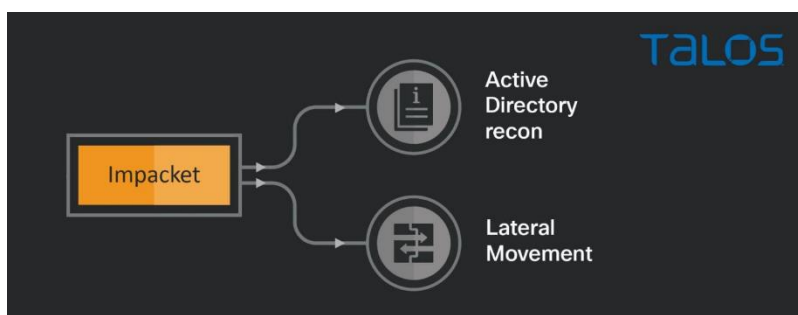 TALOS
Active
Directory
recon
Impacket
Lateral
Movement